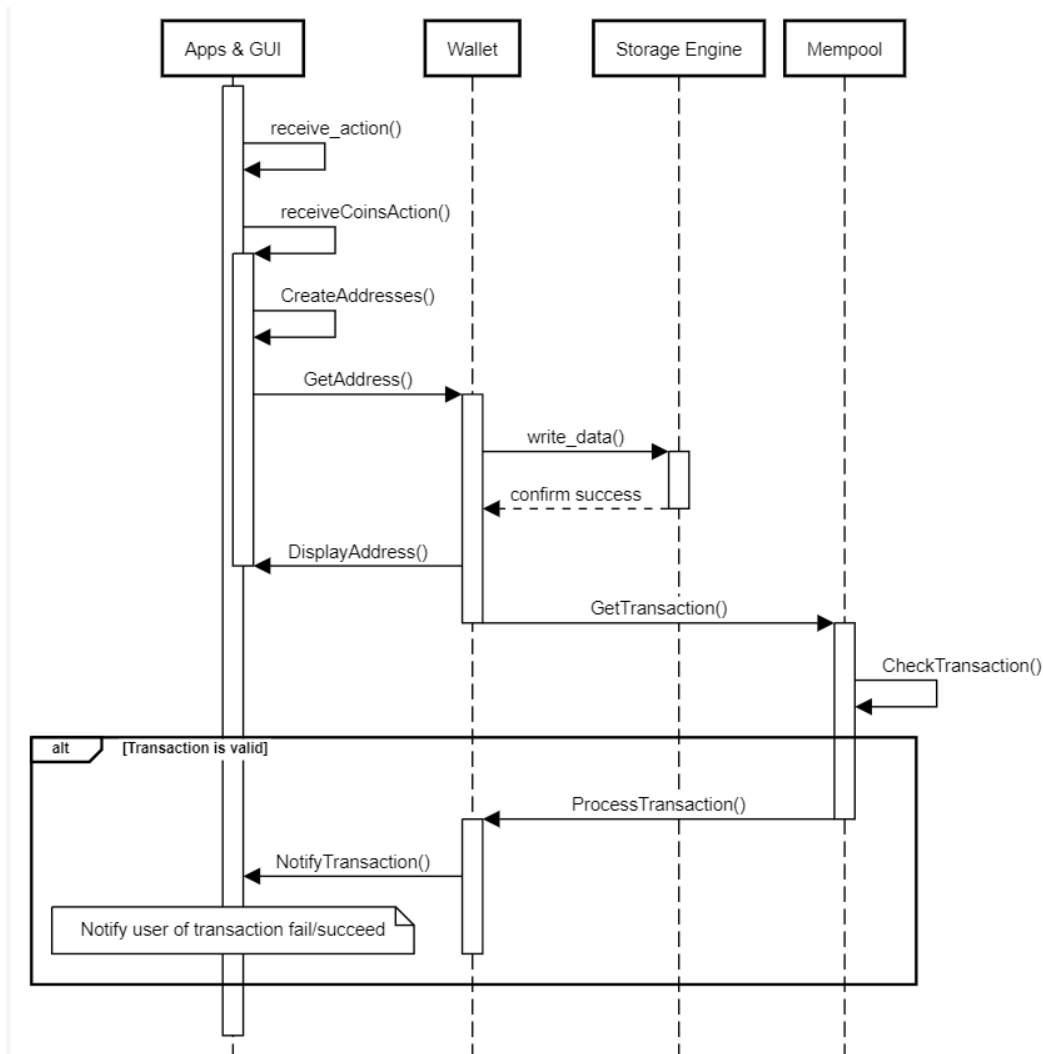 Apps & GUI
Wallet
Storage Engine
Mempool
receive_action()
receiveCoinsAction()
CreateAddresses()
GetAddress()
write_data()
confirm success
DisplayAddress()
GetTransaction()
CheckTransaction()
alt
[Transaction is valid]
ProcessTransaction()
NotifyTransaction()
Notify user of transaction fail/succeed